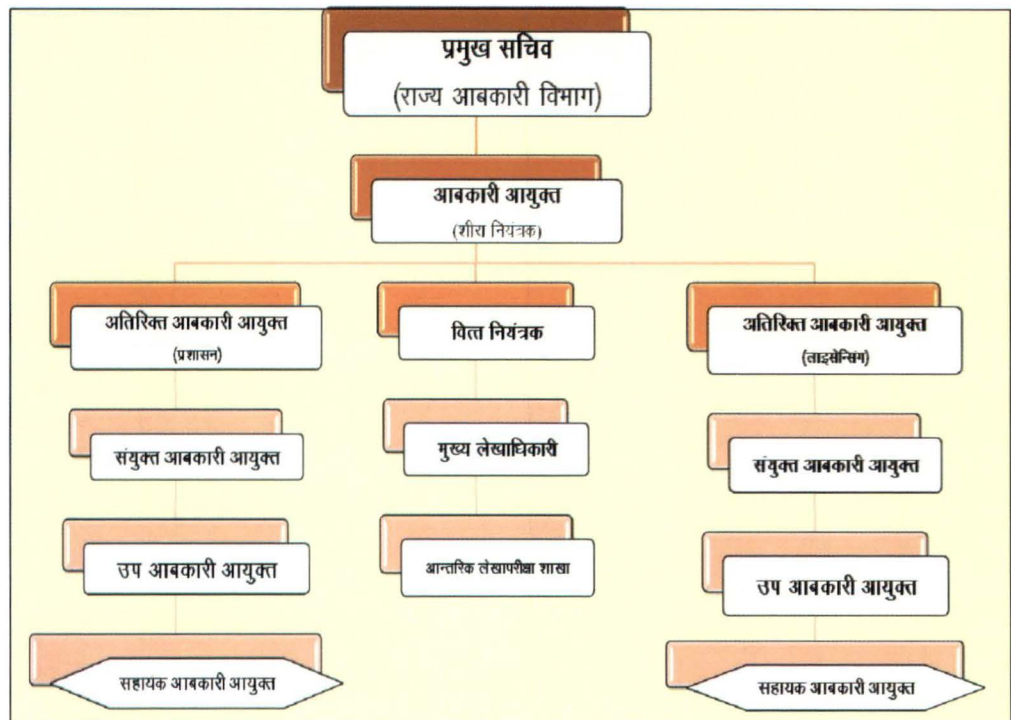 प्रमुख सचिव
(राज्य आबकारी विभाग)
आबकारी आयुक्त
(शीरा नियंत्रक)
अतिरिक्त आबकारी आयुक्त
(प्रशासन)
वित्त नियंत्रक
अतिरिक्त आबकारी आयुक्त
(लाइसेन्सिंग)
संयुक्त आबकारी आयुक्त
मुख्य लेखाधिकारी
संयुक्त आबकारी आयुक्त
उप आबकारी आयुक्त
आन्तरिक लेखापरीक्षा शाखा
उप आबकारी आयुक्त
सहायक आबकारी आयुक्त
सहायक आबकारी आयुक्त